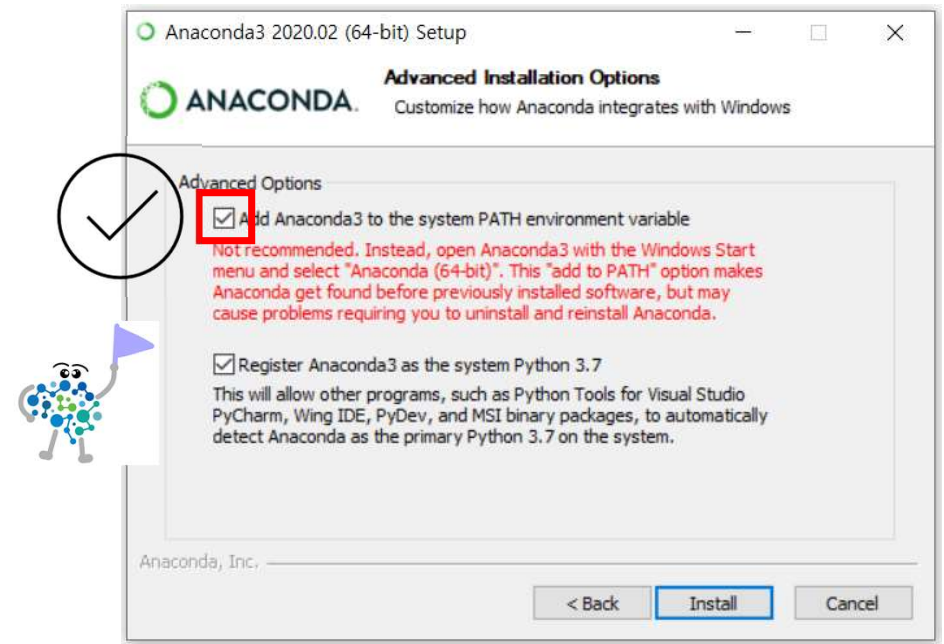 Anaconda3 2020.02 (64-bit) Setup
ANACONDA.
Advanced Installation Options
Customize how Anaconda integrates with Windows
Advanced Options
Add Anaconda3 to the system PATH environment variable
Not recommended. Instead, open Anaconda3 with the Windows Start
menu and select "Anaconda (64-bit)". This "add to PATH" option makes
Anaconda get found before previously installed software, but may
cause problems requiring you to uninstall and reinstall Anaconda.
Register Anaconda3 as the system Python 3.7
This will allow other programs, such as Python Tools for Visual Studio
PyCharm, Wing IDE, PyDev, and MSI binary packages, to automatically
detect Anaconda as the primary Python 3.7 on the system.
Anaconda, Inc.
< Back Install Cancel